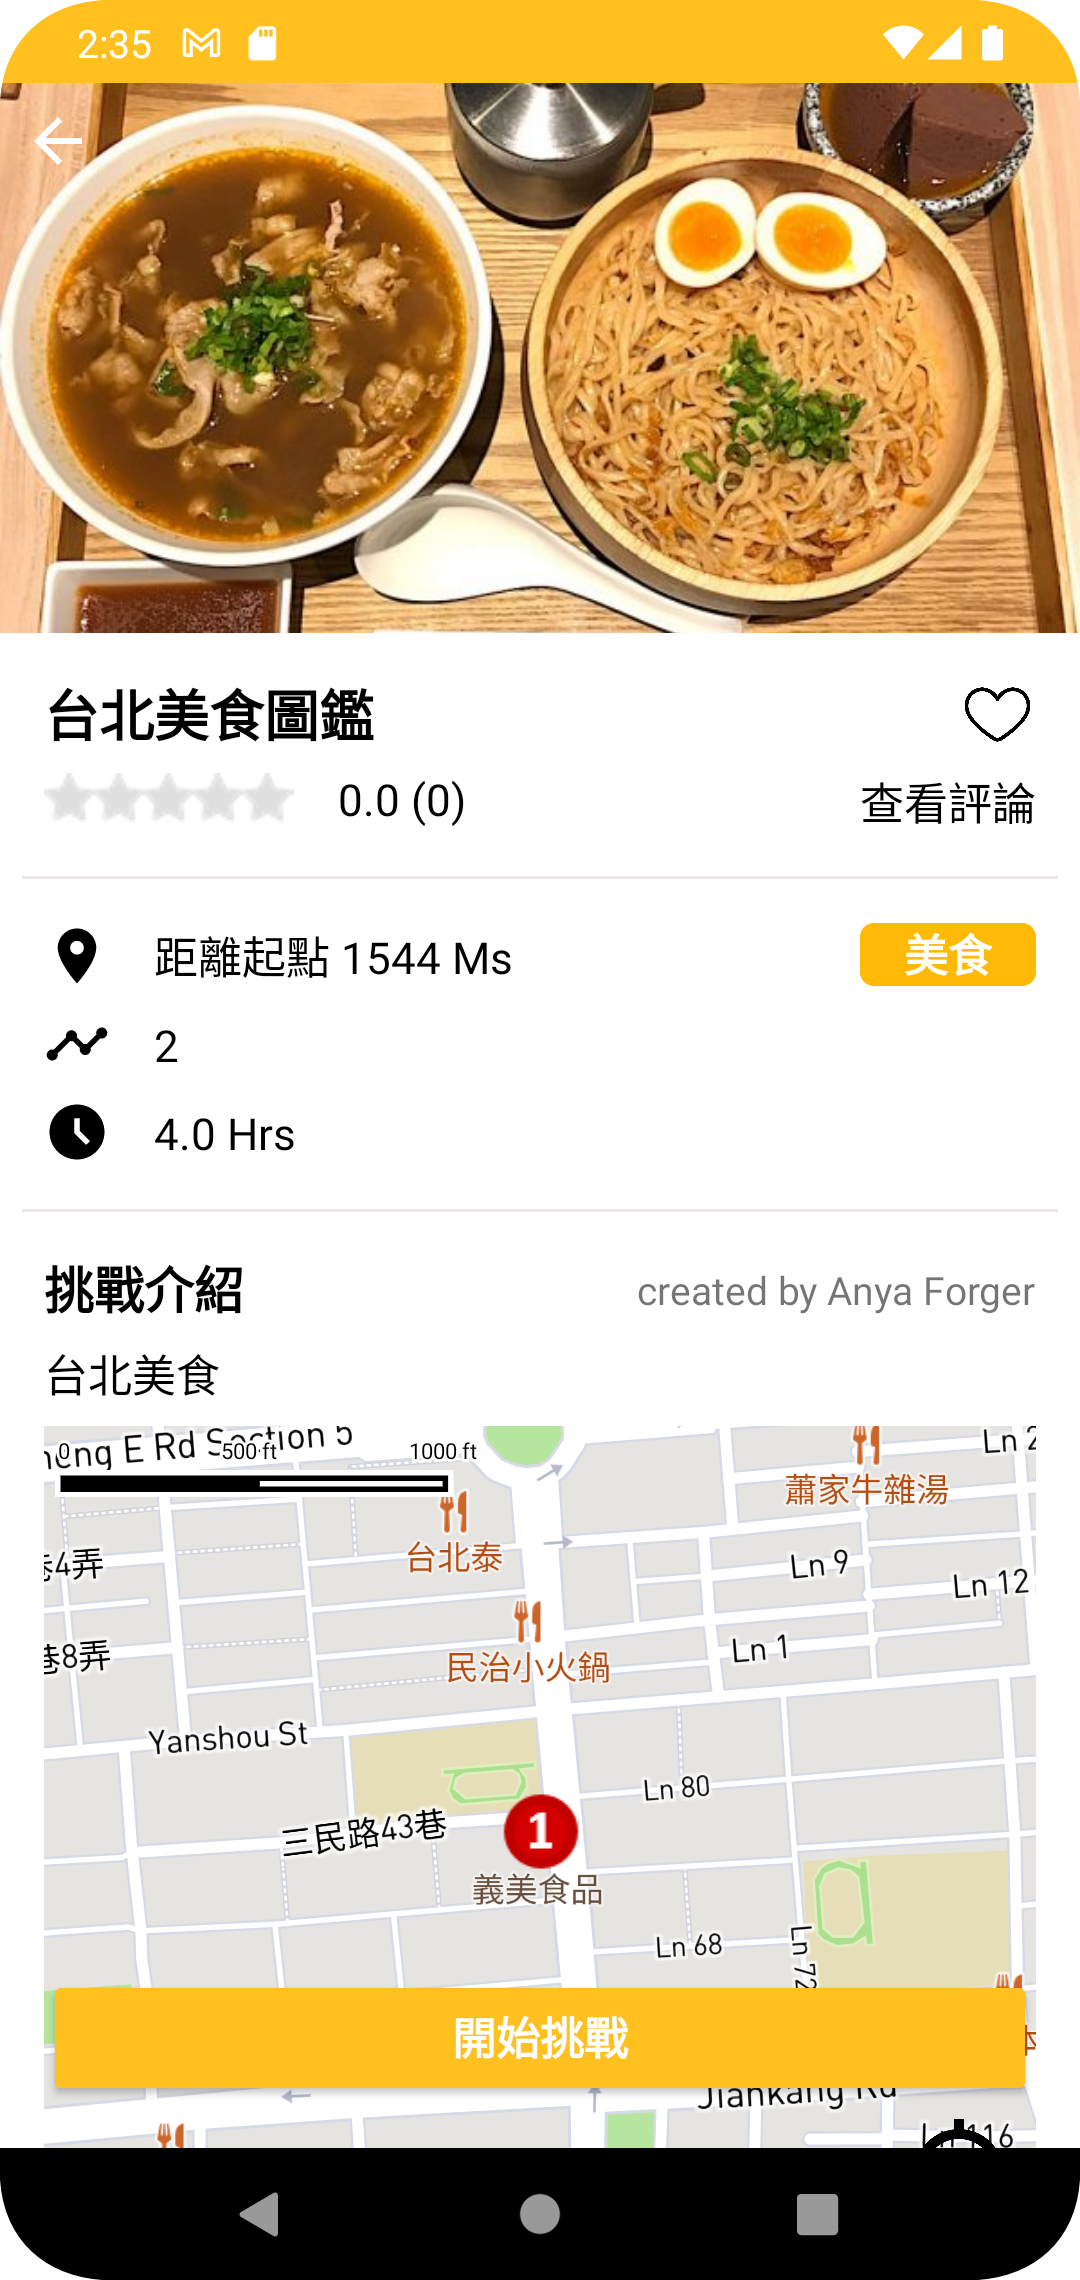 2:35
台北美食圖鑑
0.0 (0)
查看評論
距離起點 1544 Ms
美食
2
4.0 Hrs
挑戰介紹
created by Anya Forger
台北美食
E Rd Section 5
0
500 ft
1000 ft
蕭家牛雜湯
台北泰
巷4弄
Ln 9
Ln 12
民治小火鍋
巷8弄
Ln 1
Yanshou St
Ln 80
三民路43巷
1
義美食品
Ln 68
Ln 72
開始挑戰
Jiankang Rd
Ln 116